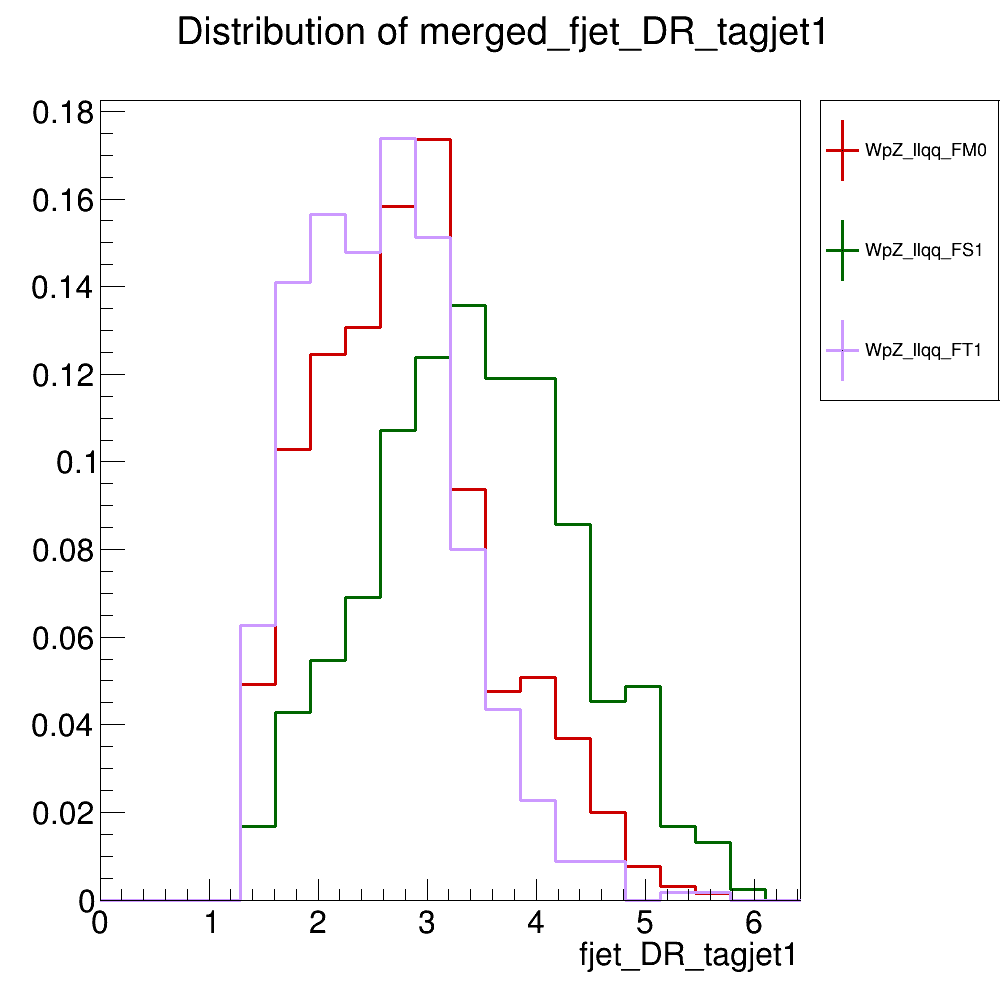 Distribution of merged_fjet_DR_tagjet1
0.18
0.16
0.14
0.12
0.1
0.08
0.06
0.04
0.02
0
0 1 2 3 4 5 6
fjet_DR_tagjet1
WpZ_llqq_FM0
WpZ_llqq_FS1
WpZ_llqq_FT1